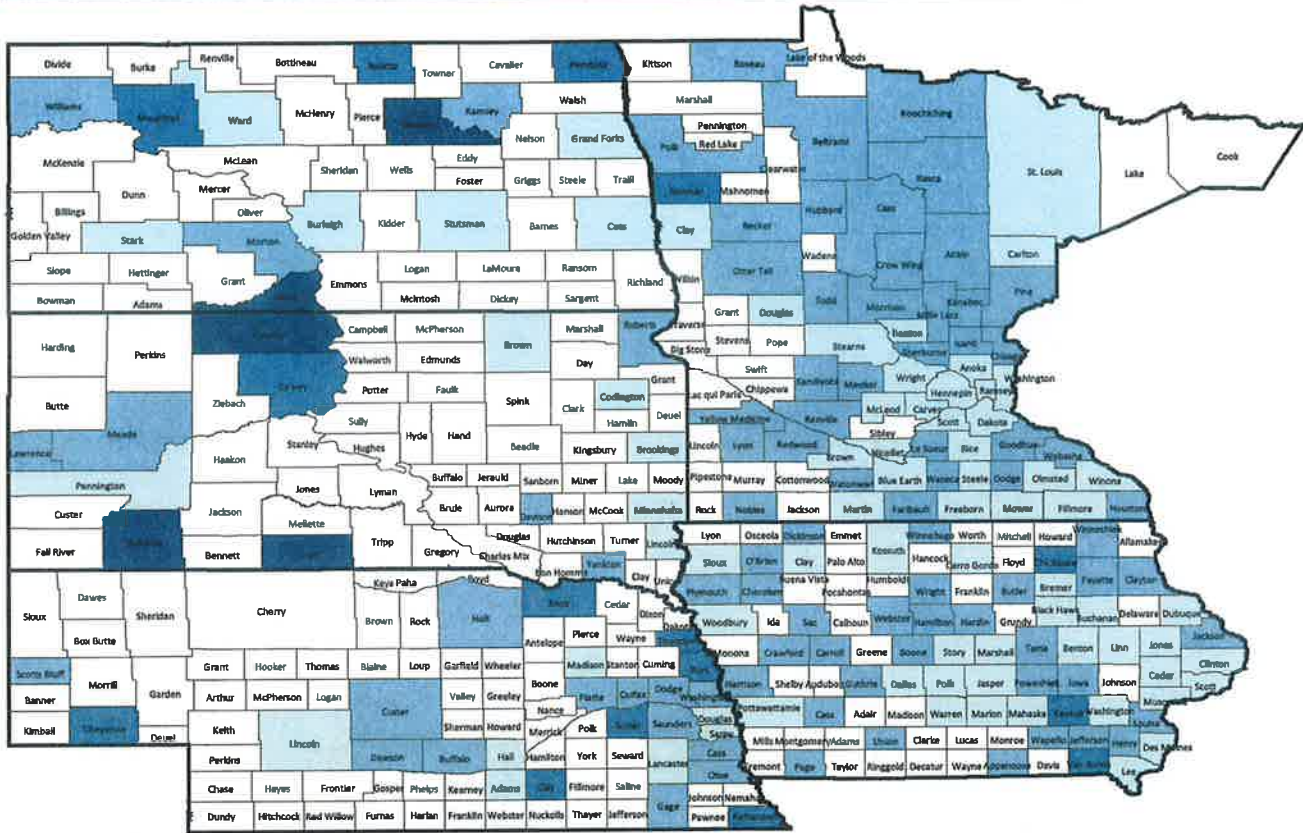 Divide
Burke
Renville
Bottineau
Rolette
Towner
Cavalier
Pembina
Kittson
Roseau
Lake of the Woods
Williams
Mountrail
Ward
McHenry
Pierce
Ramsey
Walsh
Marshall
Koochiching
Pennington
Red Lake
Polk
Beltrami
Clearwater
St. Louis
Lake
Cook
Nelson
Grand Forks
McKenzie
McLean
Sheridan
Wells
Eddy
Foster
Griggs
Steele
Traill
Norman
Mahnomen
Itasca
Dunn
Mercer
Oliver
Billings
Golden Valley
Stark
Morton
Burleigh
Kidder
Stutsman
Barnes
Cass
Clay
Becker
Hubbard
Cass
Wadena
Crow Wing
Aitkin
Carlton
Slope
Hettinger
Grant
Emmons
Logan
LaMoure
Ransom
Richland
Wilkin
Otter Tail
Bowman
Adams
McIntosh
Dickey
Sargent
Todd
Morrison
Mille Lacs
Kanabec
Pine
Harding
Perkins
Campbell
McPherson
Brown
Marshall
Roberts
Traverse
Grant
Douglas
Walworth
Edmunds
Day
Big Stone
Stevens
Pope
Stearns
Benton
Sherburne
Isanti
Butte
Dewey
Ziebach
Potter
Faulk
Spink
Clark
Codington
Grant
Deuel
Hamlin
Swift
Lac qui Parle
Chippewa
Kandiyohi
Meeker
Wright
Anoka
Hennepin
Ramsey
Washington
Meade
Lawrence
Sully
Hyde
Hand
Beadle
Kingsbury
Brookings
Yellow Medicine
Renville
McLeod
Carver
Scott
Dakota
Sibley
Haakon
Stanley
Hughes
Lincoln
Lyon
Redwood
Brown
Nicollet
Le Sueur
Rice
Goodhue
Wabasha
Pennington
Jones
Lyman
Buffalo
Jerauld
Sanborn
Miner
Lake
Moody
Pipestone
Murray
Cottonwood
Watonwan
Blue Earth
Waseca
Steele
Dodge
Olmsted
Winona
Custer
Jackson
Mellette
Brule
Aurora
Davison
Hanson
McCook
Minnehaha
Rock
Nobles
Jackson
Martin
Faribault
Freeborn
Mower
Fillmore
Houston
Fall River
Bennett
Tripp
Gregory
Douglas
Charles Mix
Hutchinson
Turner
Lincoln
Bon Homme
Yankton
Clay
Union
Lyon
Osceola
Dickinson
Emmet
Kossuth
Winnebago
Worth
Mitchell
Howard
Winneshiek
Allamakee
Sioux
O'Brien
Clay
Palo Alto
Hancock
Cerro Gordo
Floyd
Chickasaw
Sioux
Dawes
Sheridan
Cherry
Keya Paha
Boyd
Knox
Cedar
Dixon
Dakota
Plymouth
Cherokee
Buena Vista
Pocahontas
Humboldt
Wright
Franklin
Butler
Bremer
Fayette
Clayton
Box Butte
Brown
Rock
Holt
Antelope
Pierce
Wayne
Thurston
Woodbury
Ida
Sac
Calhoun
Webster
Hamilton
Hardin
Grundy
Black Hawk
Buchanan
Delaware
Dubuque
Scotts Bluff
Banner
Morrill
Garden
Grant
Hooker
Thomas
Blaine
Loup
Garfield
Wheeler
Boone
Madison
Stanton
Cuming
Monona
Crawford
Carroll
Greene
Boone
Story
Marshall
Tama
Benton
Linn
Jones
Jackson
Kimball
Cheyenne
Deuel
Arthur
McPherson
Logan
Custer
Valley
Greeley
Nance
Platte
Colfax
Dodge
Washington
Harrison
Shelby
Audubon
Guthrie
Dallas
Polk
Jasper
Poweshiek
Iowa
Johnson
Cedar
Clinton
Scott
Keith
Lincoln
Sherman
Howard
Merrick
Polk
Butler
Saunders
Douglas
Sarpy
Pottawattamie
Cass
Adair
Madison
Warren
Marion
Mahaska
Keokuk
Washington
Perkins
Dawson
Buffalo
Hall
Hamilton
York
Seward
Lancaster
Cass
Otoe
Mills
Montgomery
Adams
Union
Clarke
Lucas
Monroe
Wapello
Jefferson
Henry
Des Moines
Chase
Hayes
Frontier
Gosper
Phelps
Kearney
Adams
Clay
Fillmore
Saline
Gage
Johnson
Nemaha
Fremont
Page
Taylor
Ringgold
Decatur
Wayne
Appanoose
Davis
Van Buren
Lee
Dundy
Hitchcock
Red Willow
Furnas
Harlan
Franklin
Webster
Nuckolls
Thayer
Jefferson
Pawnee
Richardson